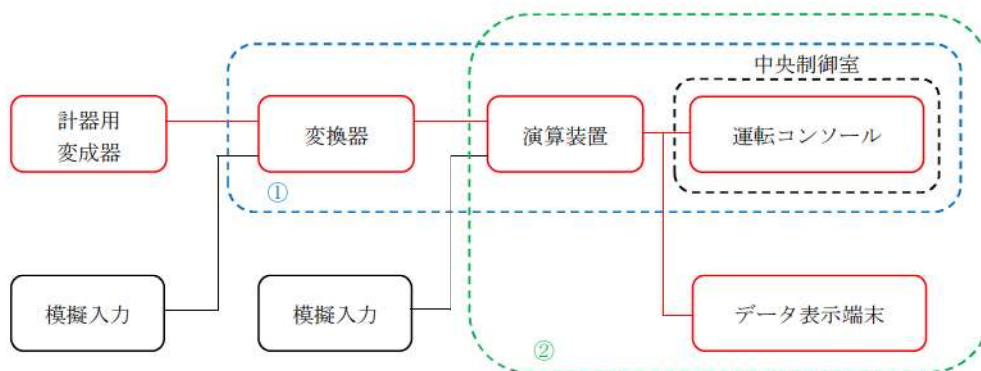 中央制御室
計器用
変成器
変換器
演算装置
運転コンソール
①
模擬入力
模擬入力
データ表示端末
②